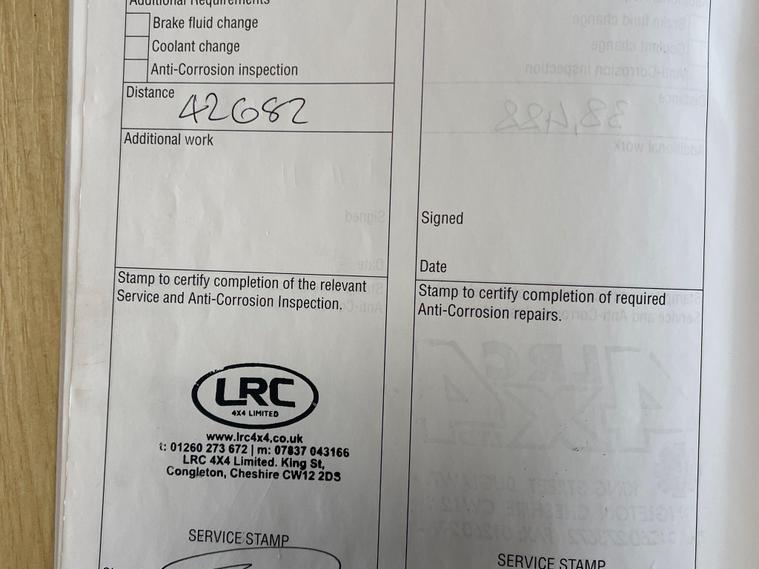 Additional Requirements
Brake fluid change
Coolant change
Anti-Corrosion inspection
Distance 42682
Additional work
Stamp to certify completion of the relevant
Service and Anti-Corrosion Inspection.
LRC
4X4 LIMITED
www.lrc4x4.co.uk
t: 01260 273 672 | m: 07837 043166
LRC 4X4 Limited. King St,
Congleton, Cheshire CW12 2DS
SERVICE STAMP
Signed
Date
Stamp to certify completion of required
Anti-Corrosion repairs.
SERVICE STAMP